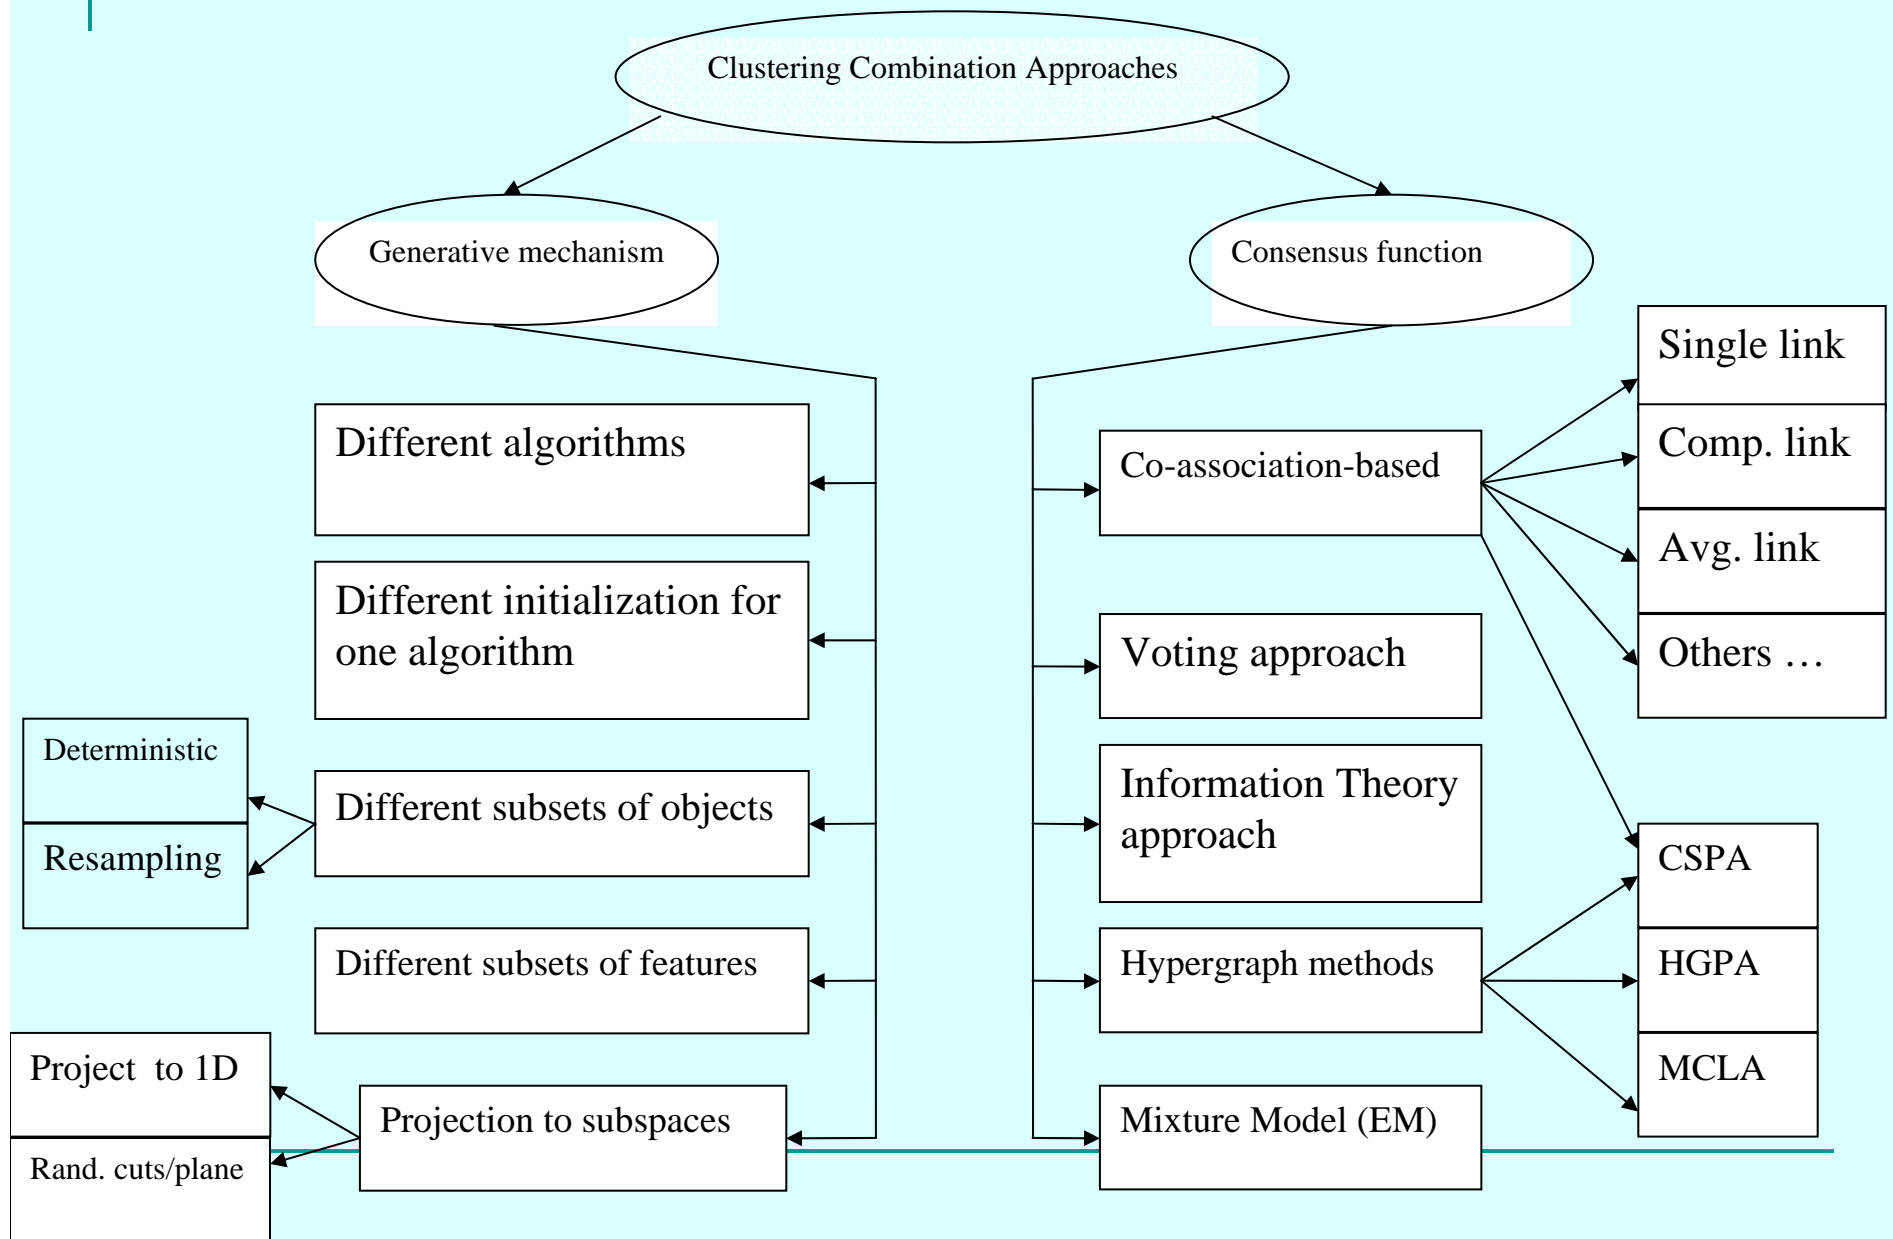 Clustering Combination Approaches
Generative mechanism
Consensus function
Different algorithms
Different initialization for
one algorithm
Different subsets of objects
Deterministic
Resampling
Different subsets of features
Projection to subspaces
Project to 1D
Rand. cuts/plane
Co-association-based
Single link
Comp. link
Avg. link
Others …
Voting approach
Information Theory
approach
Hypergraph methods
CSPA
HGPA
MCLA
Mixture Model (EM)